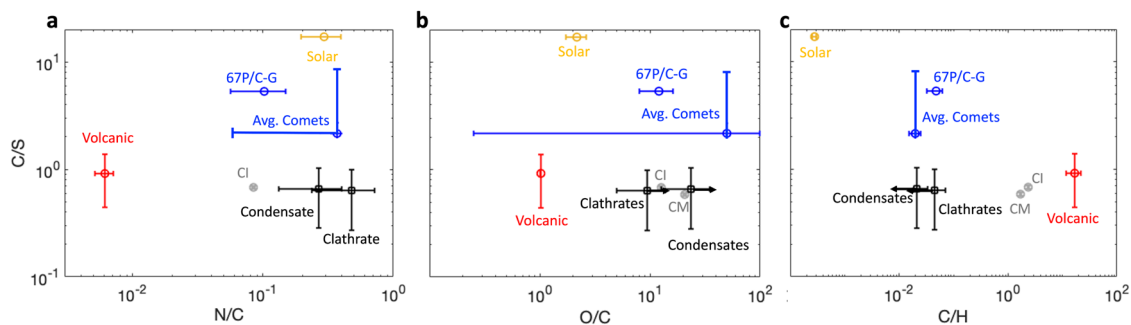 a
b
c
C/S
10¹
10⁰
10⁻¹
Solar
67P/C-G
Avg. Comets
Volcanic
CI
Condensate
Clathrate
10⁻²
10⁻¹
10⁰
N/C
Solar
67P/C-G
Avg. Comets
CI
Clathrates
CM
Volcanic
Condensates
10⁰
10¹
10²
O/C
Solar
67P/C-G
Avg. Comets
Condensates
Clathrates
CI
CM
Volcanic
10⁻²
10⁰
10²
C/H